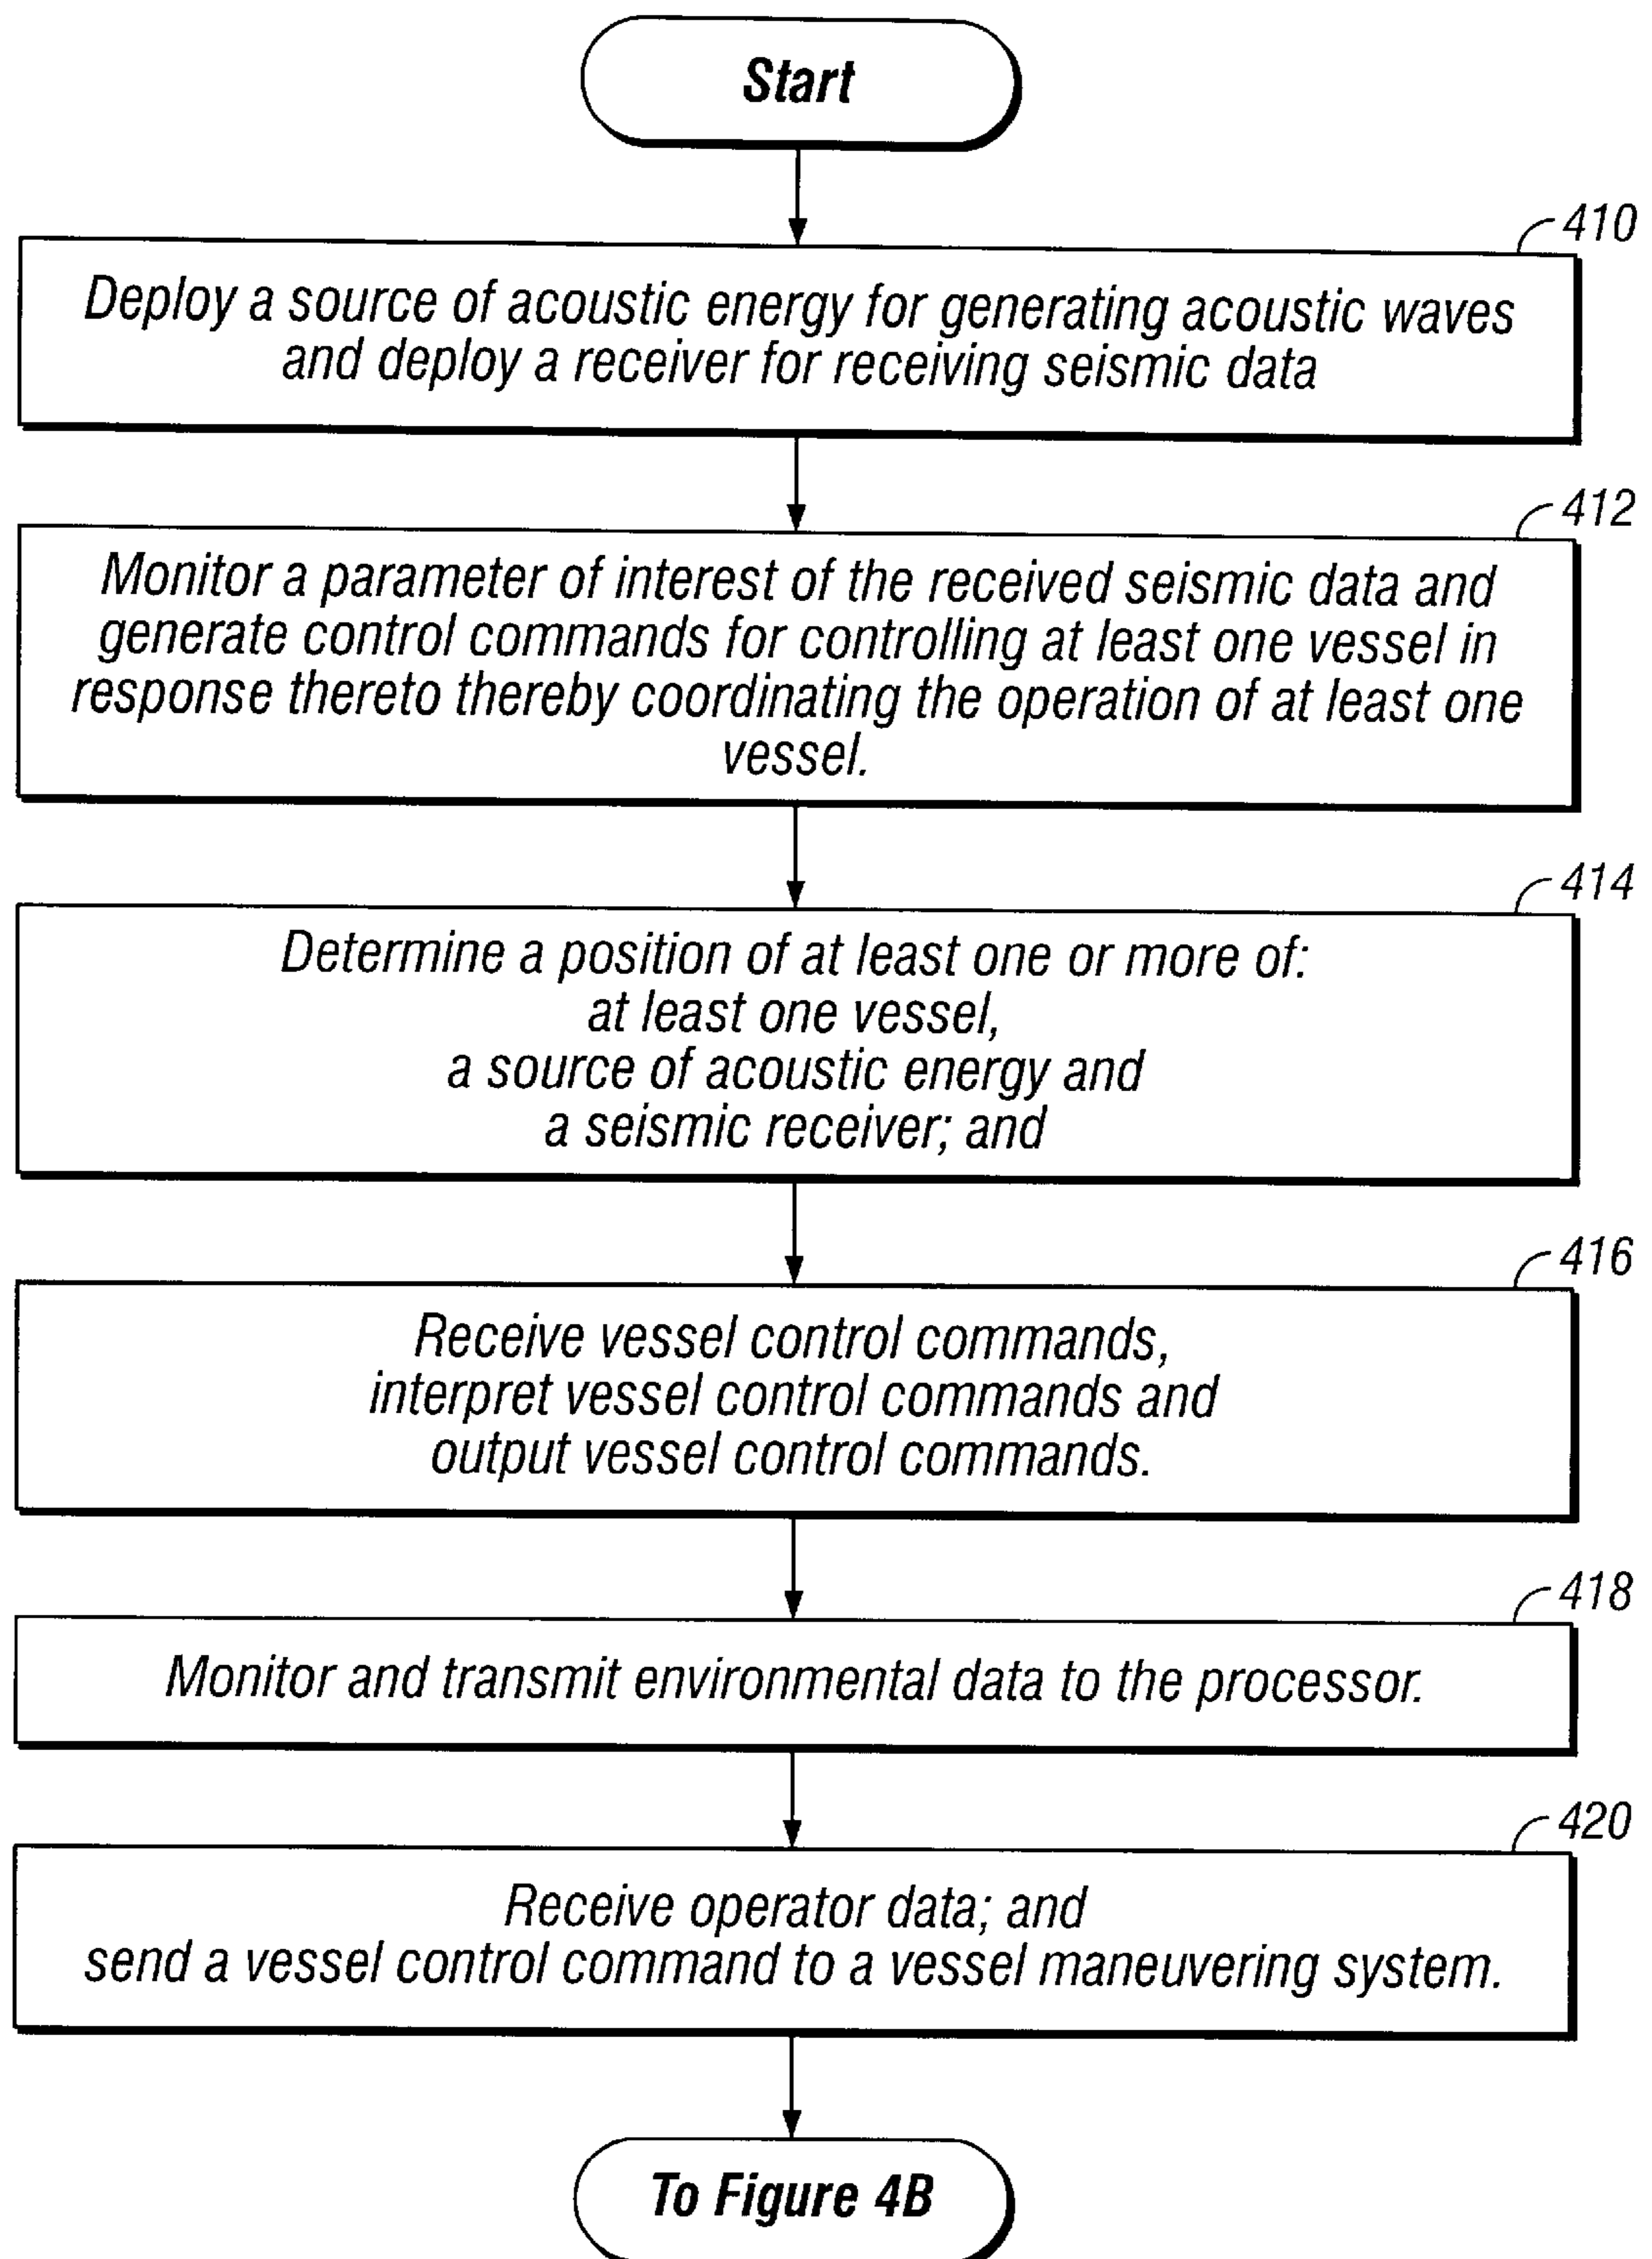 Start
410
Deploy a source of acoustic energy for generating acoustic waves
and deploy a receiver for receiving seismic data
412
Monitor a parameter of interest of the received seismic data and
generate control commands for controlling at least one vessel in
response thereto thereby coordinating the operation of at least one
vessel.
414
Determine a position of at least one or more of:
at least one vessel,
a source of acoustic energy and
a seismic receiver; and
416
Receive vessel control commands,
interpret vessel control commands and
output vessel control commands.
418
Monitor and transmit environmental data to the processor.
420
Receive operator data; and
send a vessel control command to a vessel maneuvering system.
To Figure 4B